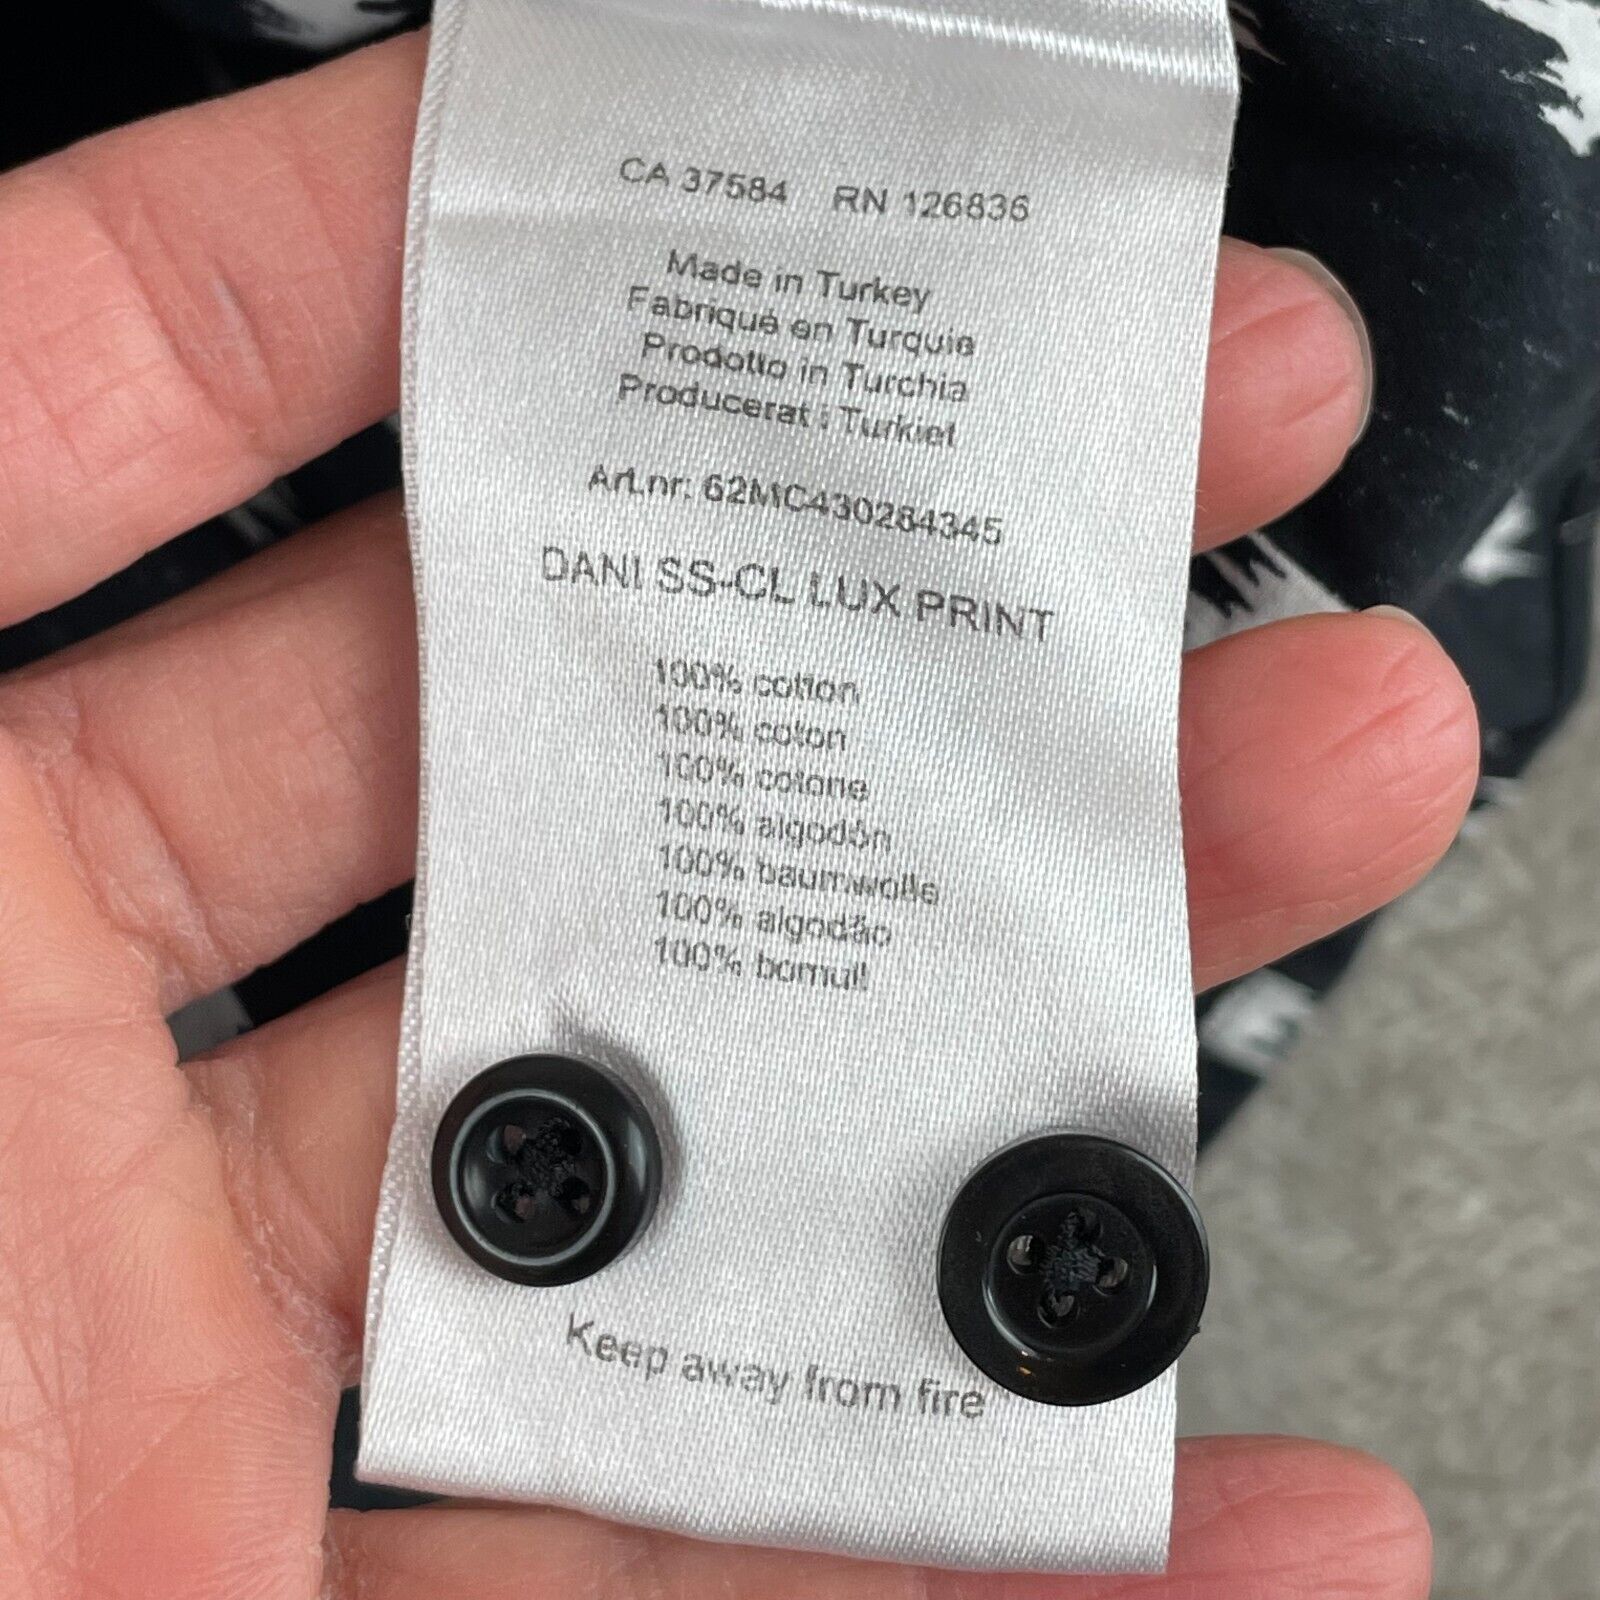 CA 37584 RN 126836
Made in Turkey
Fabriqué en Turquie
Prodotto in Turchia
Producerat i Turkiet
Art.nr: 62MC430284345
DANI SS-CL LUX PRINT
100% cotton
100% coton
100% cotone
100% algodón
100% baumwolle
100% algodão
100% bomull
Keep away from fire